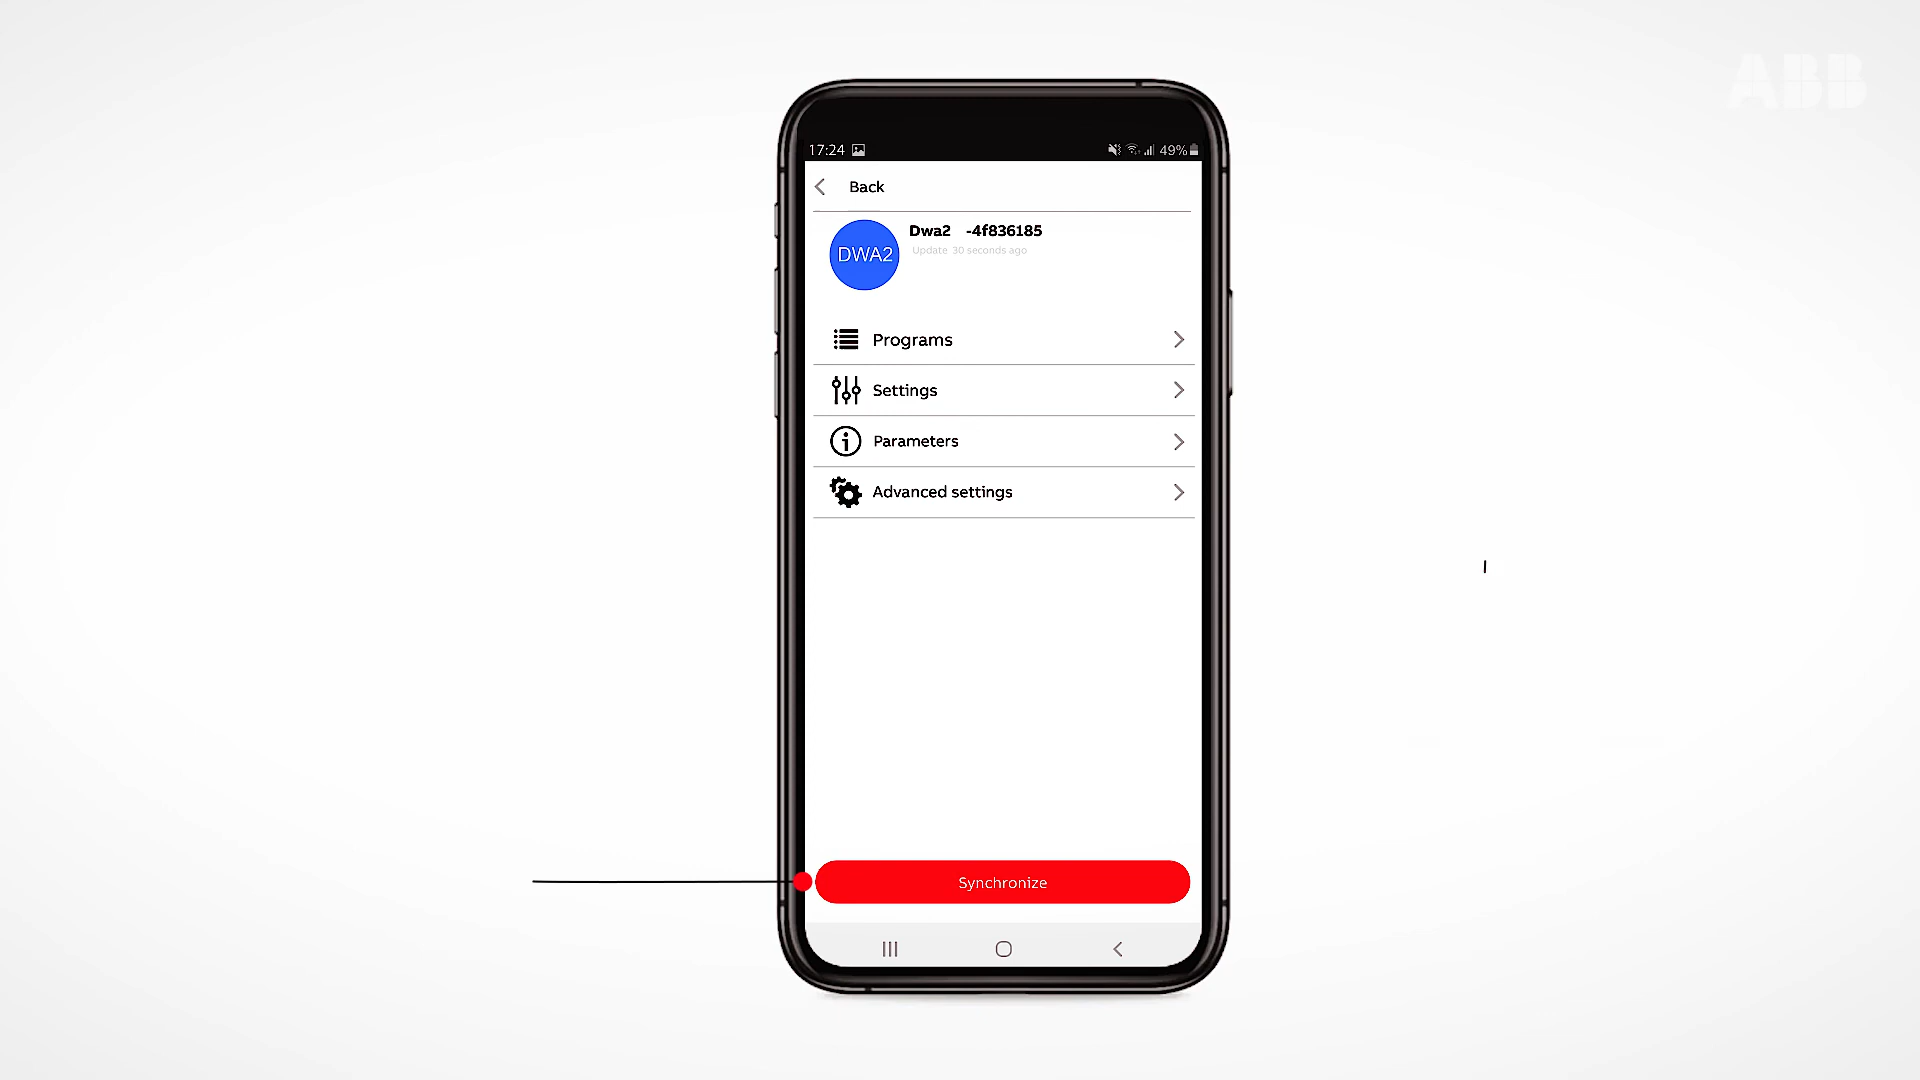 ABB
17:24 49%
Back
Dwa2 -4f836185
Update 30 seconds ago
DWA2
Programs
Settings
Parameters
Advanced settings
Synchronize